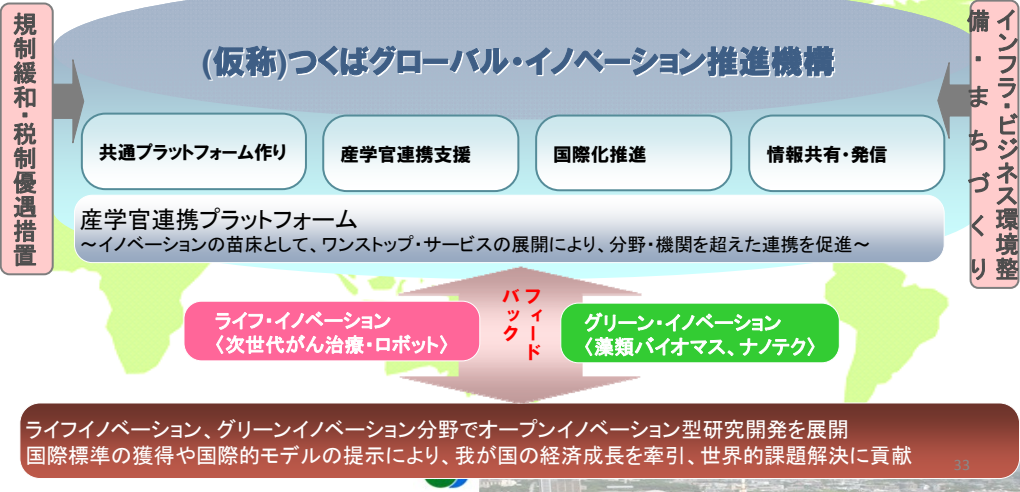 規制緩和・税制優遇措置
(仮称)つくばグローバル・イノベーション推進機構
インフラ・ビジネス環境整
備・まちづくり
共通プラットフォーム作り
産学官連携支援
国際化推進
情報共有・発信
産学官連携プラットフォーム
～イノベーションの苗床として、ワンストップ・サービスの展開により、分野・機関を超えた連携を促進～
フィード
バック
ライフ・イノベーション
〈次世代がん治療・ロボット〉
グリーン・イノベーション
〈藻類バイオマス、ナノテク〉
ライフイノベーション、グリーンイノベーション分野でオープンイノベーション型研究開発を展開
国際標準の獲得や国際的モデルの提示により、我が国の経済成長を牽引、世界的課題解決に貢献
33